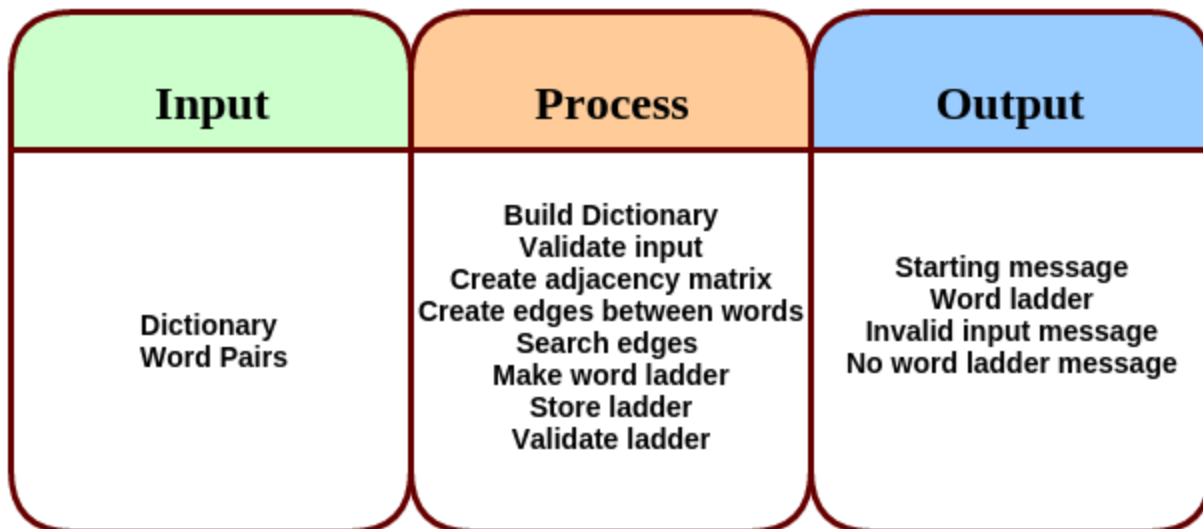 Input
Dictionary
Word Pairs
Process
Build Dictionary
Validate input
Create adjacency matrix
Create edges between words
Search edges
Make word ladder
Store ladder
Validate ladder
Output
Starting message
Word ladder
Invalid input message
No word ladder message